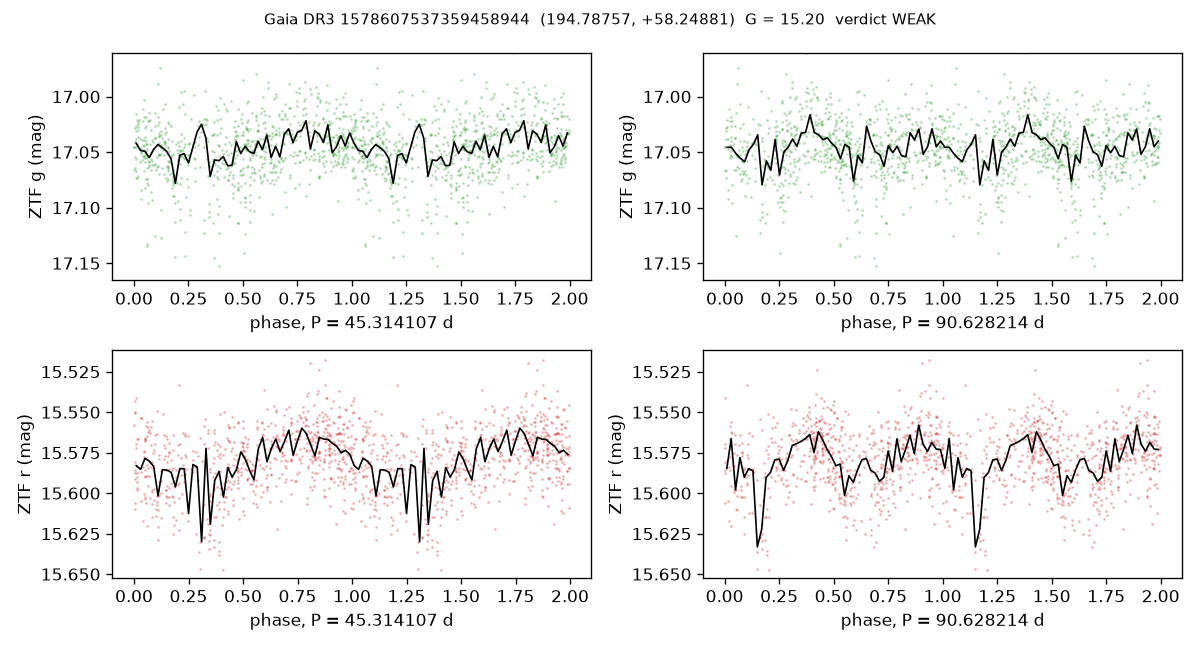 Gaia DR3 1578607537359458944  (194.78757, +58.24881)  G = 15.20  verdict WEAK
ZTF g (mag)
17.00
17.05
17.10
17.15
0.00 0.25 0.50 0.75 1.00 1.25 1.50 1.75 2.00
phase, P = 45.314107 d
ZTF g (mag)
17.00
17.05
17.10
17.15
0.00 0.25 0.50 0.75 1.00 1.25 1.50 1.75 2.00
phase, P = 90.628214 d
ZTF r (mag)
15.525
15.550
15.575
15.600
15.625
15.650
0.00 0.25 0.50 0.75 1.00 1.25 1.50 1.75 2.00
phase, P = 45.314107 d
ZTF r (mag)
15.525
15.550
15.575
15.600
15.625
15.650
0.00 0.25 0.50 0.75 1.00 1.25 1.50 1.75 2.00
phase, P = 90.628214 d